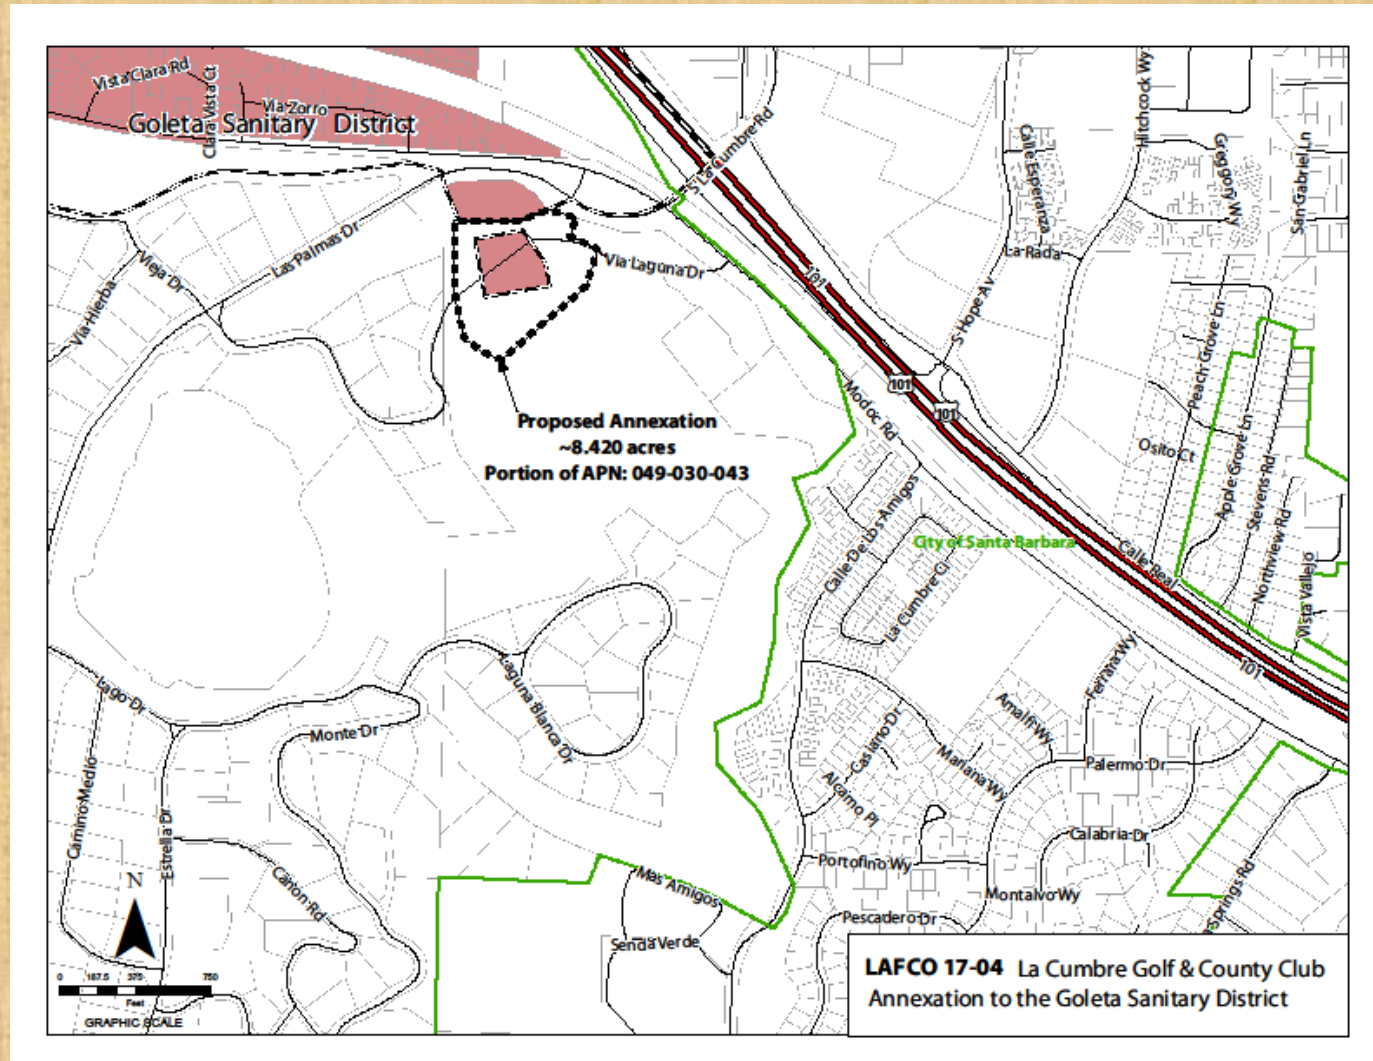 Vista Clara Rd
Clara Vista Ct
Via Zorro
Goleta Sanitary District
S La Cumbre Rd
Hitchcock Wy
Calle Esperanza
Greggory Wy
San Gabriel Ln
La Rada
Las Palmas Dr
Vieja Dr
Via Hierba
Via Laguna Dr
101
S Hope Av
Peach Grove Ln
101
101
Modoc Rd
Proposed Annexation
~8.420 acres
Portion of APN: 049-030-043
Osito Ct
Apple Grove Ln
Stevens Rd
Northview Rd
Vista Vallejo
Calle De Los Amigos
City of Santa Barbara
Calle Real
La Cumbre Ci
101
Lago Dr
Monte Dr
Laguna Blanca Dr
Ferrara Wy
Amalfi Wy
Casiano Dr
Mariana Wy
Palermo Dr
Alcamo Pl
Calabria Dr
Camino Medio
Estrella Dr
Canon Rd
Portofino Wy
Mas Amigos
Montalvo Wy
Pescadero Dr
Senda Verde
Springs Rd
N
0 187.5 375 750
Feet
GRAPHIC SCALE
LAFCO 17-04 La Cumbre Golf & County Club
Annexation to the Goleta Sanitary District